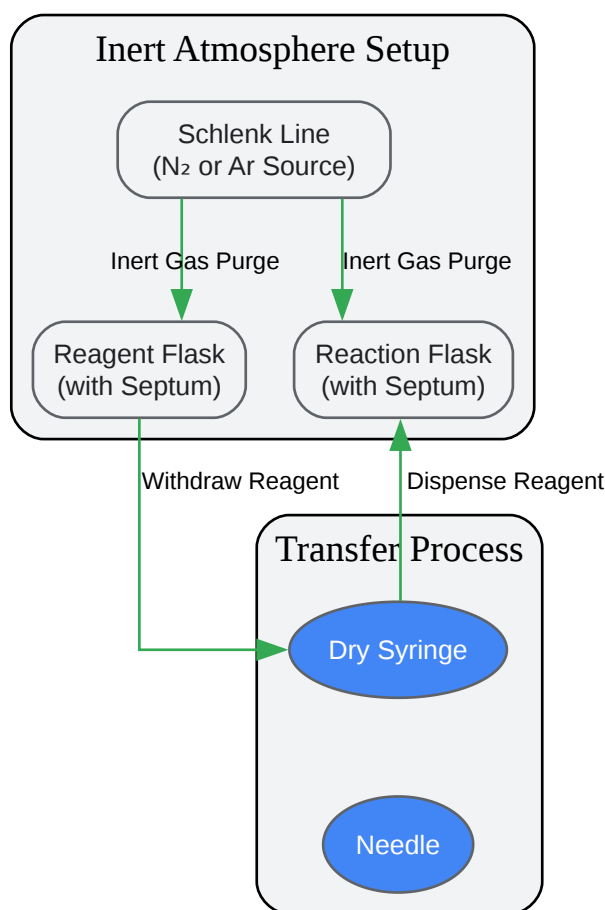 Inert Atmosphere Setup
Schlenk Line
(N₂ or Ar Source)
Inert Gas Purge
Inert Gas Purge
Reagent Flask
(with Septum)
Reaction Flask
(with Septum)
Withdraw Reagent
Dispense Reagent
Transfer Process
Dry Syringe
Needle